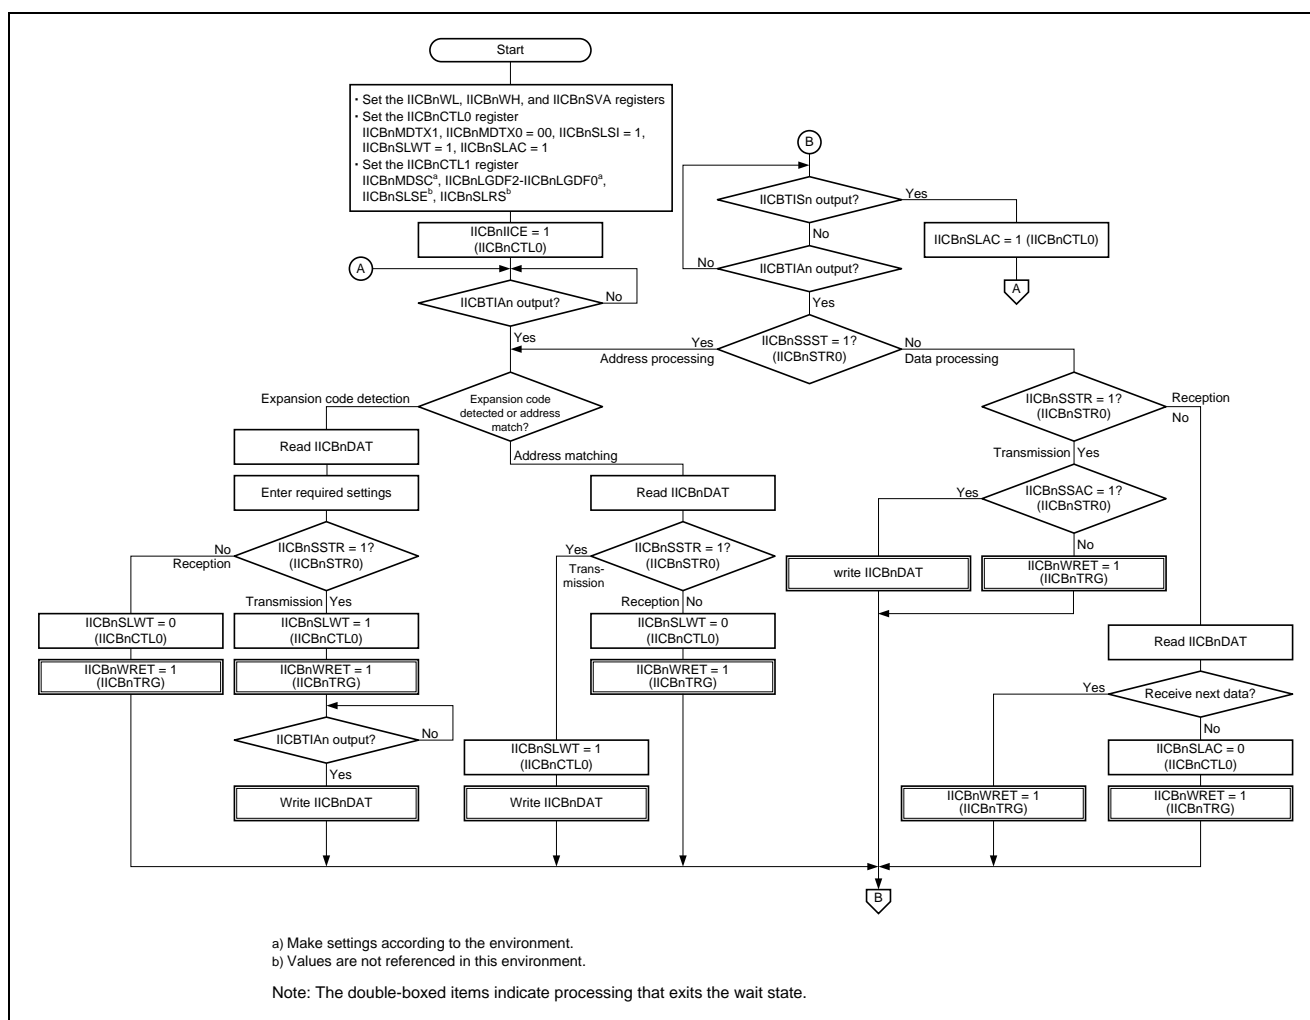 Start
・Set the IICBnWL, IICBnWH, and IICBnSVA registers
・Set the IICBnCTL0 register
IICBnMDTX1, IICBnMDTX0 = 00, IICBnSLSI = 1,
IICBnSLWT = 1, IICBnSLAC = 1
・Set the IICBnCTL1 register
IICBnMDSCa, IICBnLGDF2-IICBnLGDF0a,
IICBnSLSEb, IICBnSLRSb
IICBnIICE = 1
(IICBnCTL0)
A
IICBTIAn output?
No
Yes
B
IICBTISn output?
Yes
No
IICBnSLAC = 1 (IICBnCTL0)
A
IICBTIAn output?
No
Yes
IICBnSSST = 1?
(IICBnSTR0)
Yes
Address processing
No
Data processing
Expansion code detection
Expansion code
detected or address
match?
Address matching
Read IICBnDAT
Enter required settings
IICBnSSTR = 1?
(IICBnSTR0)
No
Reception
Transmission
Yes
IICBnSLWT = 0
(IICBnCTL0)
IICBnWRET = 1
(IICBnTRG)
IICBnSLWT = 1
(IICBnCTL0)
IICBnWRET = 1
(IICBnTRG)
IICBTIAn output?
No
Yes
Write IICBnDAT
Read IICBnDAT
IICBnSSTR = 1?
(IICBnSTR0)
Yes
Trans-
mission
Reception
No
IICBnSLWT = 0
(IICBnCTL0)
IICBnWRET = 1
(IICBnTRG)
IICBnSLWT = 1
(IICBnCTL0)
Write IICBnDAT
IICBnSSTR = 1?
(IICBnSTR0)
Reception
No
Transmission
Yes
IICBnSSAC = 1?
(IICBnSTR0)
Yes
No
write IICBnDAT
IICBnWRET = 1
(IICBnTRG)
Read IICBnDAT
Receive next data?
Yes
No
IICBnSLAC = 0
(IICBnCTL0)
IICBnWRET = 1
(IICBnTRG)
IICBnWRET = 1
(IICBnTRG)
B
a) Make settings according to the environment.
b) Values are not referenced in this environment.
Note: The double-boxed items indicate processing that exits the wait state.